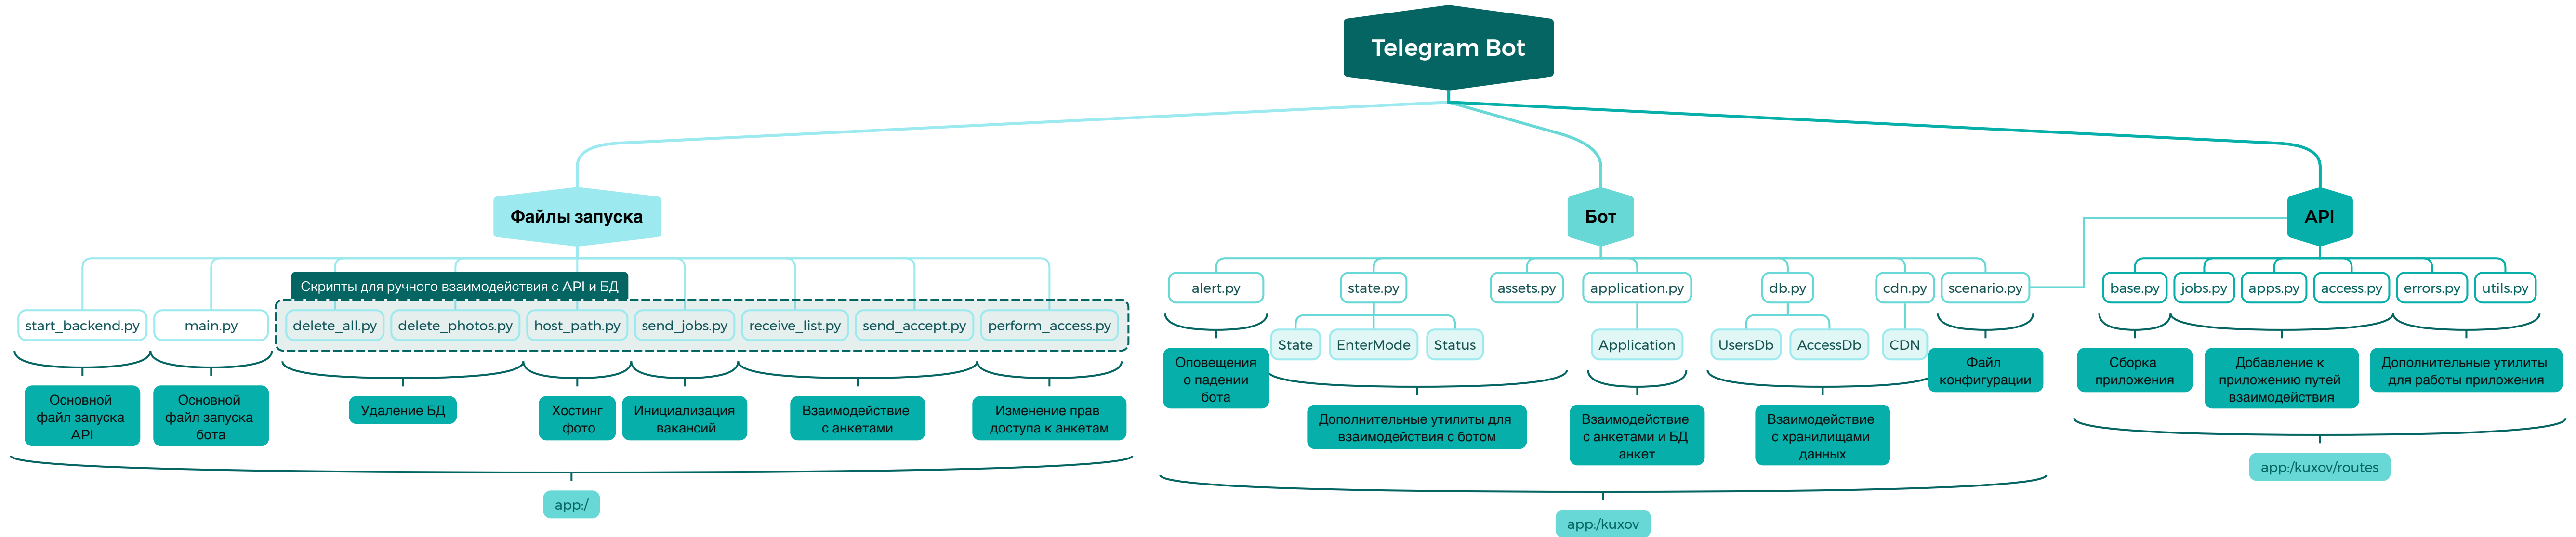 Telegram Bot
Файлы запуска
Бот
API
Скрипты для ручного взаимодействия с API и БД
start_backend.py
main.py
delete_all.py
delete_photos.py
host_path.py
send_jobs.py
receive_list.py
send_accept.py
perform_access.py
Основной
файл запуска
API
Основной
файл запуска
бота
Удаление БД
Хостинг
фото
Инициализация
вакансий
Взаимодействие
с анкетами
Изменение прав
доступа к анкетам
app:/
alert.py
state.py
assets.py
application.py
db.py
cdn.py
scenario.py
State
EnterMode
Status
Application
UsersDb
AccessDb
CDN
Оповещения
о падении
бота
Дополнительные утилиты для
взаимодействия с ботом
Взаимодействие
с анкетами и БД
анкет
Взаимодействие
с хранилищами
данных
Файл
конфигурации
app:/kuxov
base.py
jobs.py
apps.py
access.py
errors.py
utils.py
Сборка
приложения
Добавление к
приложению путей
взаимодействия
Дополнительные утилиты
для работы приложения
app:/kuxov/routes